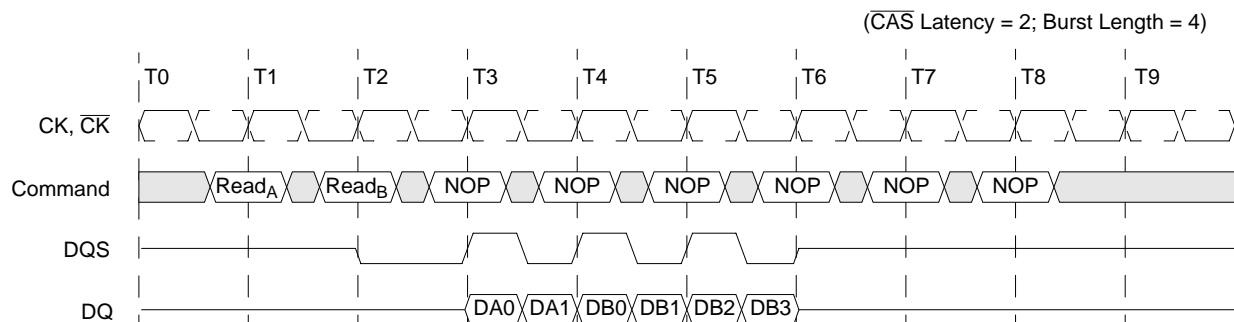 (CAS Latency = 2; Burst Length = 4)
T0 T1 T2 T3 T4 T5 T6 T7 T8 T9
CK, CK
Command ReadA ReadB NOP NOP NOP NOP NOP NOP
DQS
DQ DA0 DA1 DB0 DB1 DB2 DB3